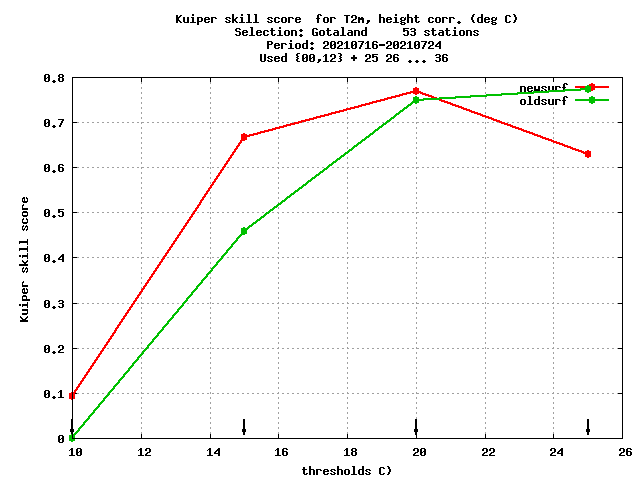 Kuiper skill score  for T2m, height corr. (deg C)
Selection: Gotaland     53 stations
Period: 20210716-20210724
Used {00,12} + 25 26 ... 36
newsurf
oldsurf
0.8
0.7
0.6
0.5
0.4
0.3
0.2
0.1
0
Kuiper skill score
10 12 14 16 18 20 22 24 26
thresholds C)